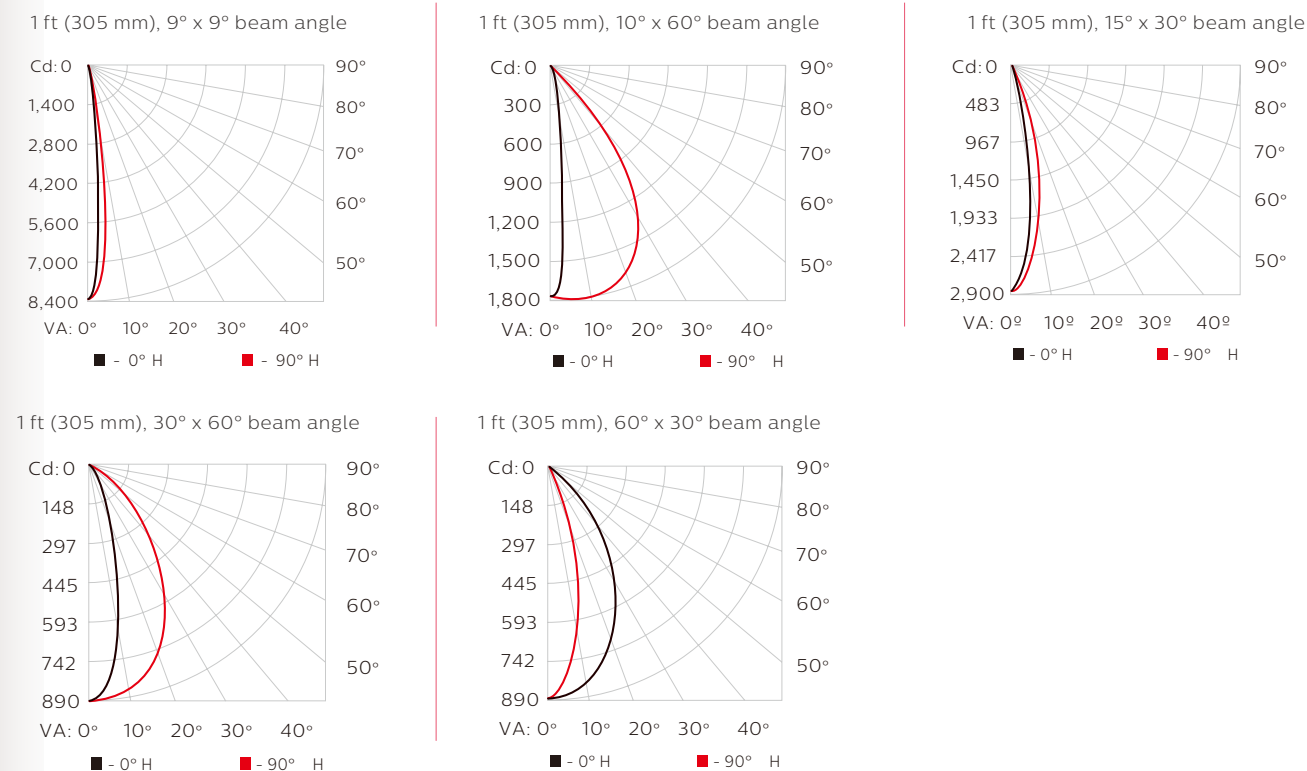 1 ft (305 mm), 9° x 9° beam angle
Cd: 0
1,400
2,800
4,200
5,600
7,000
8,400
90°
80°
70°
60°
50°
VA: 0° 10° 20° 30° 40°
- 0° H - 90° H
1 ft (305 mm), 10° x 60° beam angle
Cd: 0
300
600
900
1,200
1,500
1,800
90°
80°
70°
60°
50°
VA: 0° 10° 20° 30° 40°
- 0° H - 90° H
1 ft (305 mm), 15° x 30° beam angle
Cd: 0
483
967
1,450
1,933
2,417
2,900
90°
80°
70°
60°
50°
VA: 0º 10º 20º 30º 40º
- 0° H - 90° H
1 ft (305 mm), 30° x 60° beam angle
Cd: 0
148
297
445
593
742
890
90°
80°
70°
60°
50°
VA: 0° 10° 20° 30° 40°
- 0° H - 90° H
1 ft (305 mm), 60° x 30° beam angle
Cd: 0
148
297
445
593
742
890
90°
80°
70°
60°
50°
VA: 0° 10° 20° 30° 40°
- 0° H - 90° H